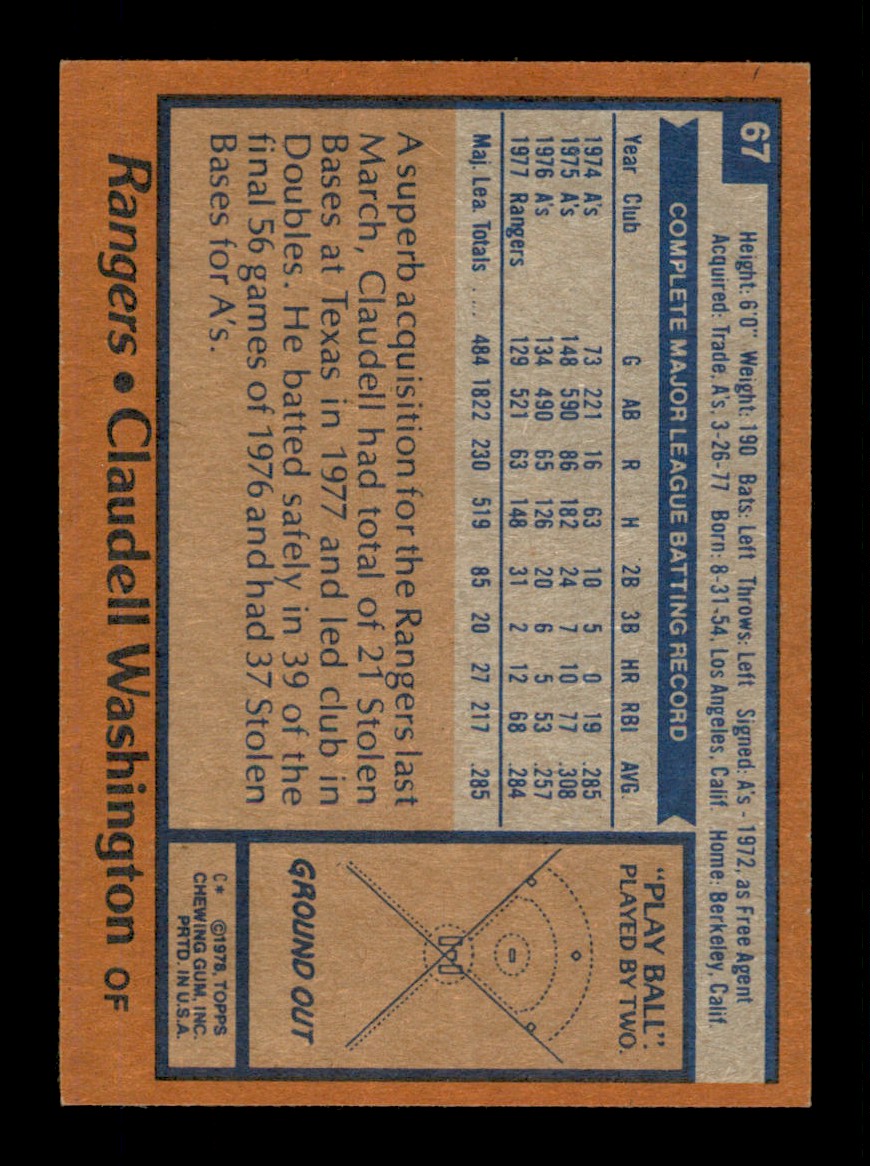 67
Height: 6'0" Weight: 190 Bats: Left Throws: Left Signed: A's - 1972, as Free Agent
Acquired: Trade, A's, 3-26-77 Born: 8-31-54, Los Angeles, Calif. Home: Berkeley, Calif.
COMPLETE MAJOR LEAGUE BATTING RECORD
Year Club G AB R H 2B 3B HR RBI AVG.
1974 A's 73 221 16 63 10 5 0 19 .285
1975 A's 148 590 86 182 24 7 10 77 .308
1976 A's 134 490 65 126 20 6 5 53 .257
1977 Rangers 129 521 63 148 31 2 12 68 .284
Maj. Lea. Totals .... 484 1822 230 519 85 20 27 217 .285
A superb acquisition for the Rangers last
March, Claudell had total of 21 Stolen
Bases at Texas in 1977 and led club in
Doubles. He batted safely in 39 of the
final 56 games of 1976 and had 37 Stolen
Bases for A's.
"PLAY BALL".
PLAYED BY TWO.
GROUND OUT
C* ©1978, TOPPS
CHEWING GUM, INC.
PRTD. IN U.S.A.
Rangers • Claudell Washington OF